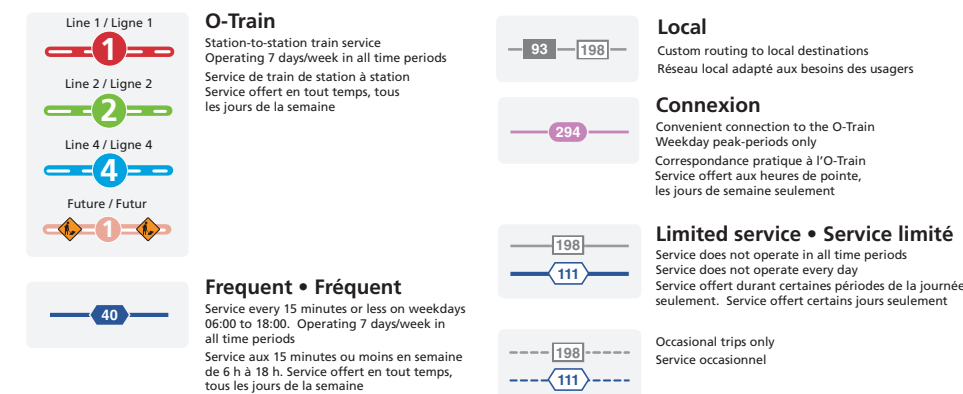 Line 1 / Ligne 1
1
Line 2 / Ligne 2
2
Line 4 / Ligne 4
4
Future / Futur
1
O-Train
Station-to-station train service
Operating 7 days/week in all time periods
Service de train de station à station
Service offert en tout temps, tous
les jours de la semaine
40
Frequent • Fréquent
Service every 15 minutes or less on weekdays
06:00 to 18:00. Operating 7 days/week in
all time periods
Service aux 15 minutes ou moins en semaine
de 6 h à 18 h. Service offert en tout temps,
tous les jours de la semaine
93 198
Local
Custom routing to local destinations
Réseau local adapté aux besoins des usagers
294
Connexion
Convenient connection to the O-Train
Weekday peak-periods only
Correspondance pratique à l'O-Train
Service offert aux heures de pointe,
les jours de semaine seulement
198
111
Limited service • Service limité
Service does not operate in all time periods
Service does not operate every day
Service offert durant certaines périodes de la journée
seulement. Service offert certains jours seulement
198
111
Occasional trips only
Service occasionnel